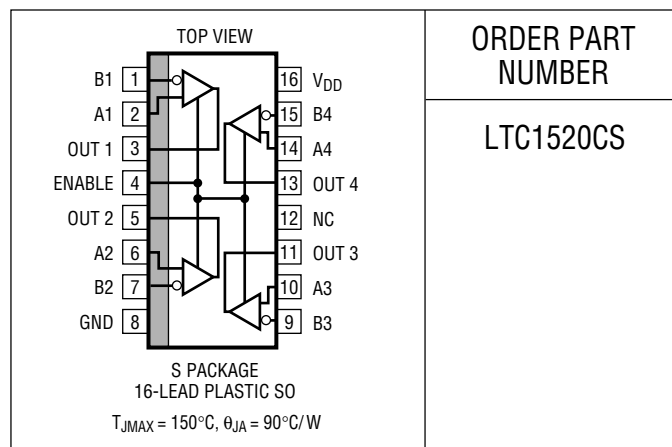 TOP VIEW
B1 1
A1 2
OUT 1 3
ENABLE 4
OUT 2 5
A2 6
B2 7
GND 8
16 VDD
15 B4
14 A4
13 OUT 4
12 NC
11 OUT 3
10 A3
9 B3
S PACKAGE
16-LEAD PLASTIC SO
TJMAX = 150°C, θJA = 90°C/W
ORDER PART
NUMBER
LTC1520CS